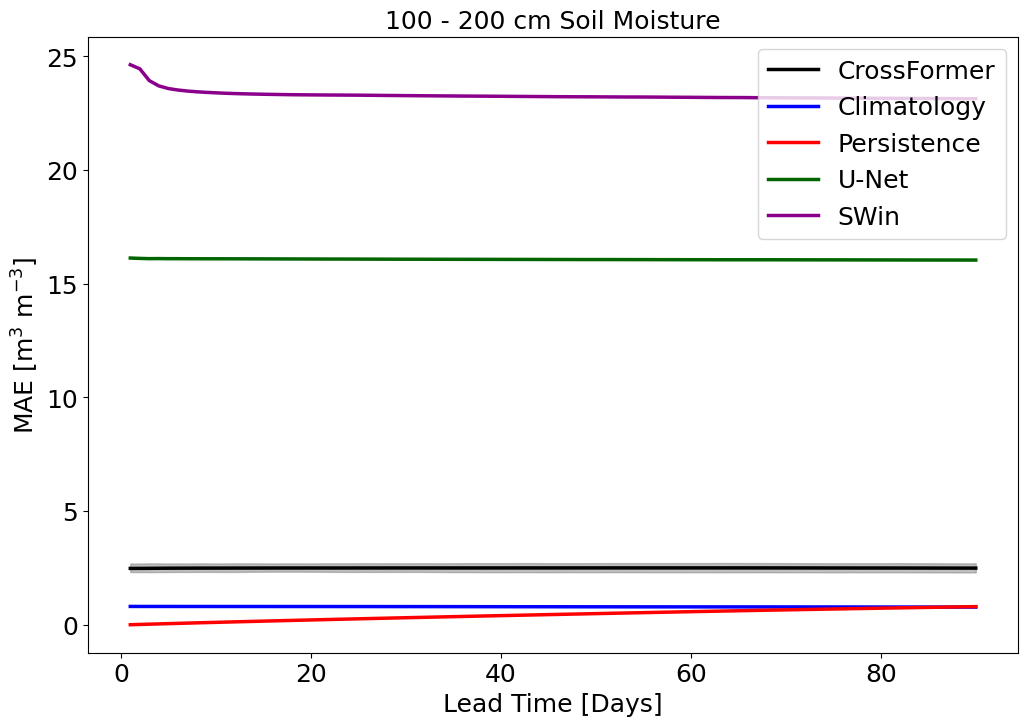 100 - 200 cm Soil Moisture
25
20
15
10
5
0
MAE [m³ m⁻³]
CrossFormer
Climatology
Persistence
U-Net
SWin
0 20 40 60 80
Lead Time [Days]